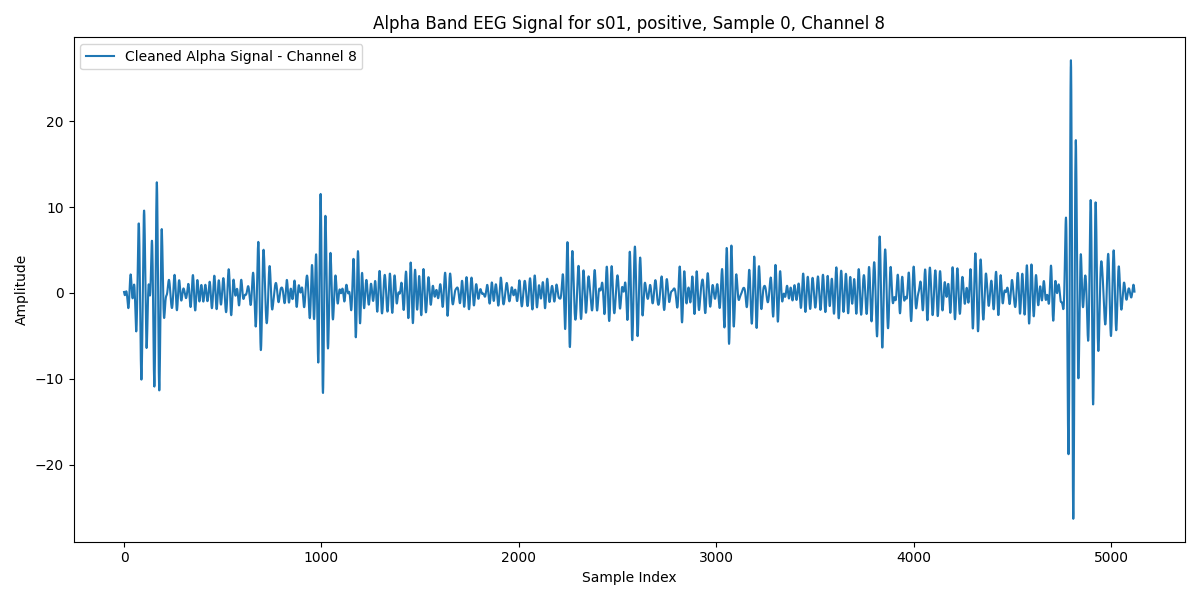 Alpha Band EEG Signal for s01, positive, Sample 0, Channel 8
Cleaned Alpha Signal - Channel 8
Amplitude
20
10
0
−10
−20
0 1000 2000 3000 4000 5000
Sample Index